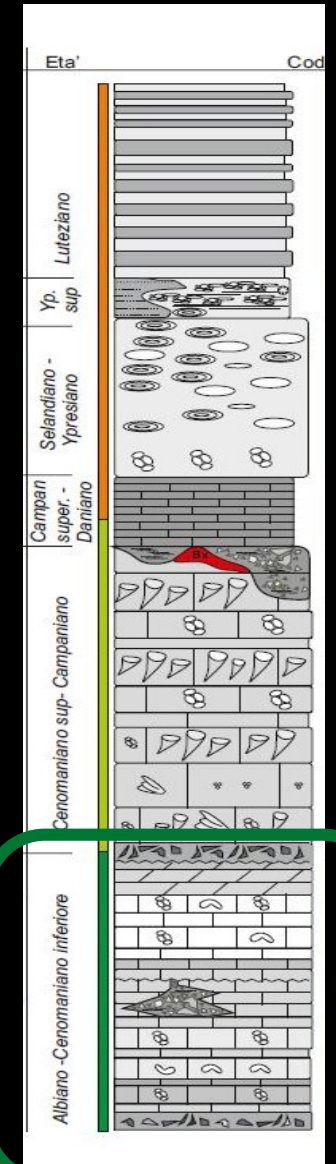 Eta'
Cod
Luteziano
Yp.
sup
Selandiano -
Ypresiano
Campan
super. -
Daniano
Bx
Cenomaniano sup- Campaniano
Albiano -Cenomaniano inferiore